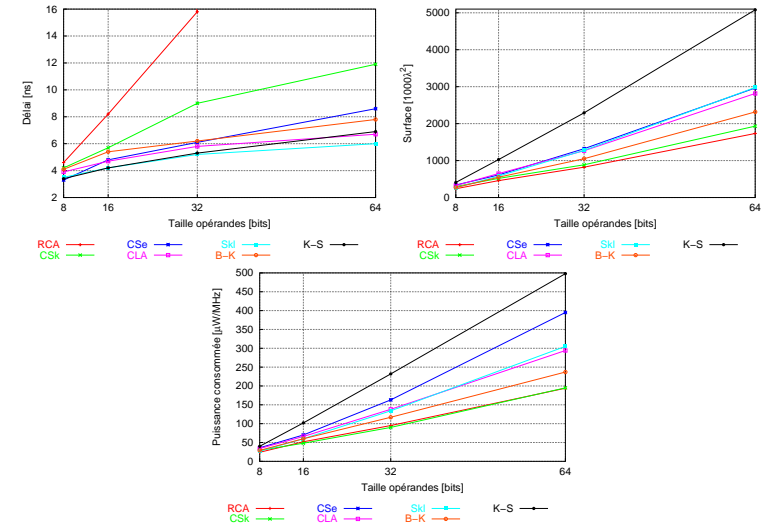 16
14
12
10
8
6
4
2
Délai [ns]
8 16 32 64
Taille opérandes [bits]
RCA CSe Skl K−S
CSk CLA B−K
5000
4000
3000
2000
1000
0
Surface [1000λ²]
8 16 32 64
Taille opérandes [bits]
RCA CSe Skl K−S
CSk CLA B−K
500
450
400
350
300
250
200
150
100
50
0
Puissance consommée [µW/MHz]
8 16 32 64
Taille opérandes [bits]
RCA CSe Skl K−S
CSk CLA B−K